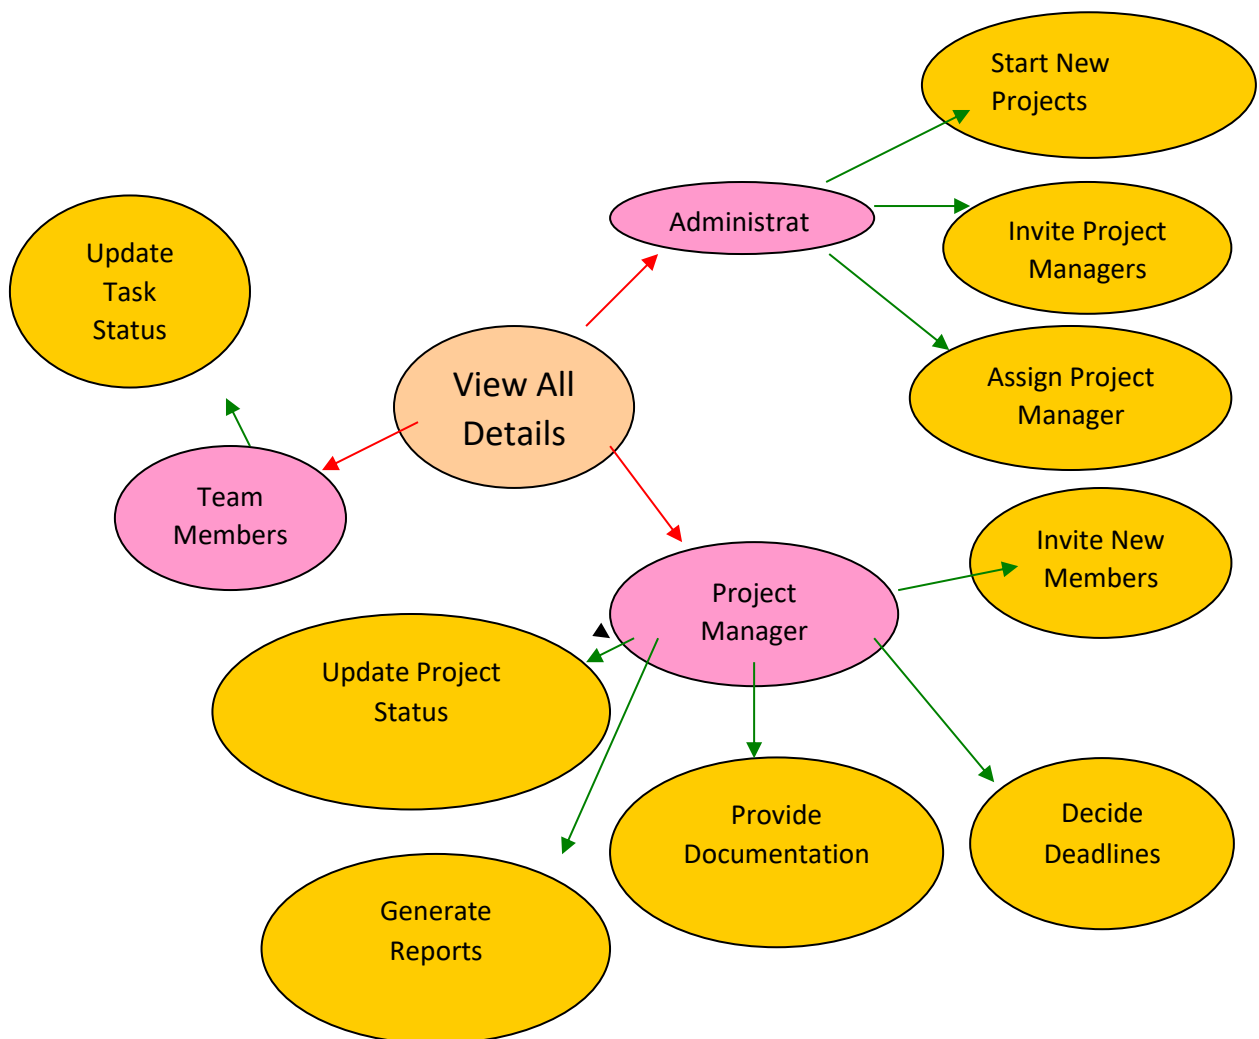 Start New
Projects
Administrat
Invite Project
Managers
Update
Task
Status
View All
Details
Assign Project
Manager
Team
Members
Invite New
Members
Project
Manager
Update Project
Status
Provide
Documentation
Decide
Deadlines
Generate
Reports